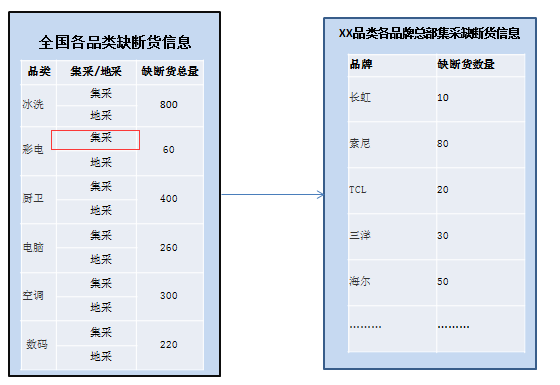 全国各品类缺断货信息
品类 集采/地采 缺断货总量
冰洗 集采 800
地采
彩电 集采 60
地采
厨卫 集采 400
地采
电脑 集采 260
地采
空调 集采 300
地采
数码 集采 220
地采
XX品类各品牌总部集采缺断货信息
品牌 缺断货数量
长虹 10
索尼 80
TCL 20
三洋 30
海尔 50
……… ………